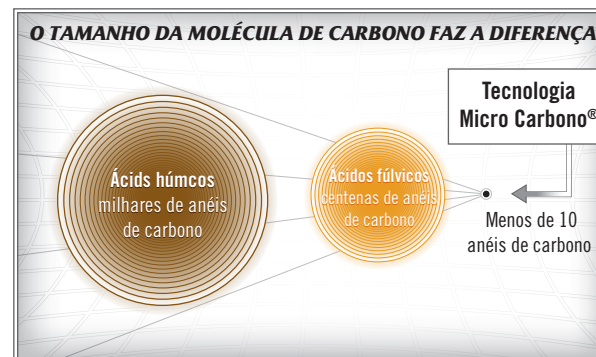 O TAMANHO DA MOLÉCULA DE CARBONO FAZ A DIFERENÇA
Tecnologia
Micro Carbono®
Ácids húmcos
milhares de anéis
de carbono
Ácidos fúlvicos
centenas de anéis
de carbono
Menos de 10
anéis de carbono